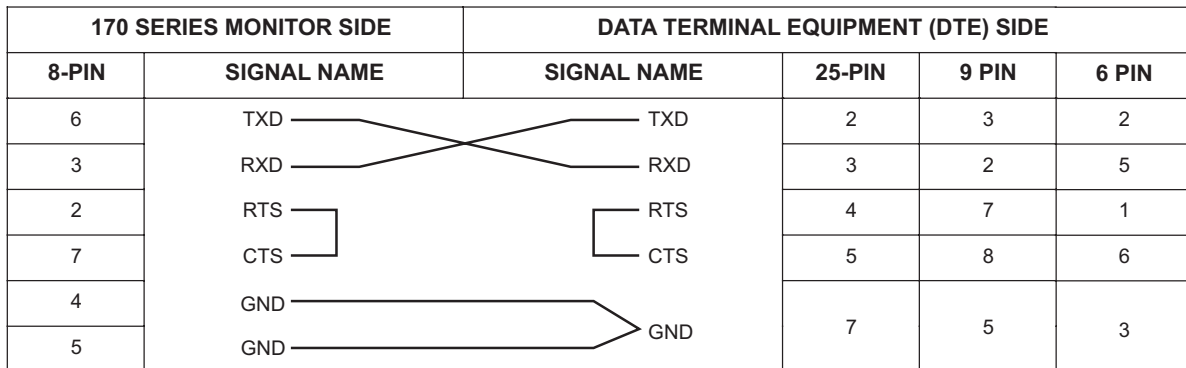 170 SERIES MONITOR SIDE DATA TERMINAL EQUIPMENT (DTE) SIDE
8-PIN SIGNAL NAME SIGNAL NAME 25-PIN 9 PIN 6 PIN
6 TXD TXD 2 3 2
3 RXD RXD 3 2 5
2 RTS RTS 4 7 1
7 CTS CTS 5 8 6
4 GND
GND 7 5 3
5 GND